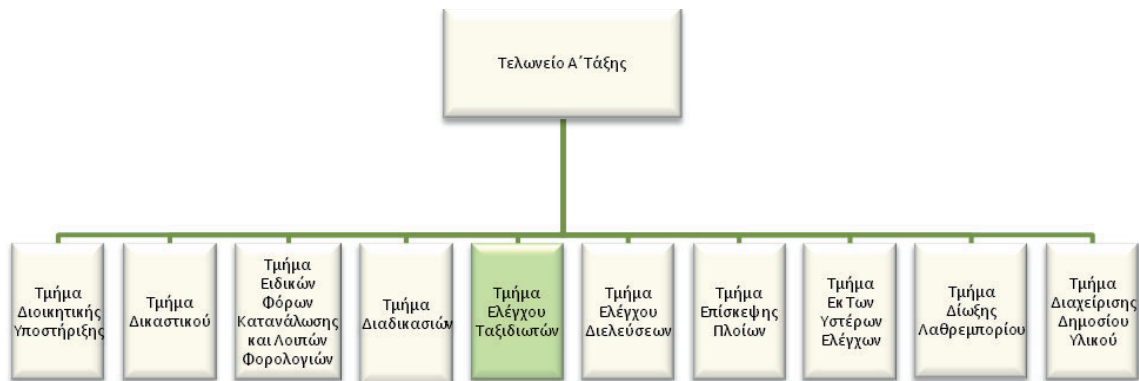 Τελωνείο Α΄Τάξης
Τμήμα
Διοικητικής
Υποστήριξης
Τμήμα
Δικαστικού
Τμήμα
Ειδικών
Φόρων
Κατανάλωσης
και Λοιπών
Φορολογιών
Τμήμα
Διαδικασιών
Τμήμα
Ελέγχου
Ταξιδιωτών
Τμήμα
Ελέγχου
Διελεύσεων
Τμήμα
Επίσκεψης
Πλοίων
Τμήμα
Εκ Των
Υστέρων
Ελέγχων
Τμήμα
Δίωξης
Λαθρεμπορίου
Τμήμα
Διαχείρισης
Δημοσίου
Υλικού